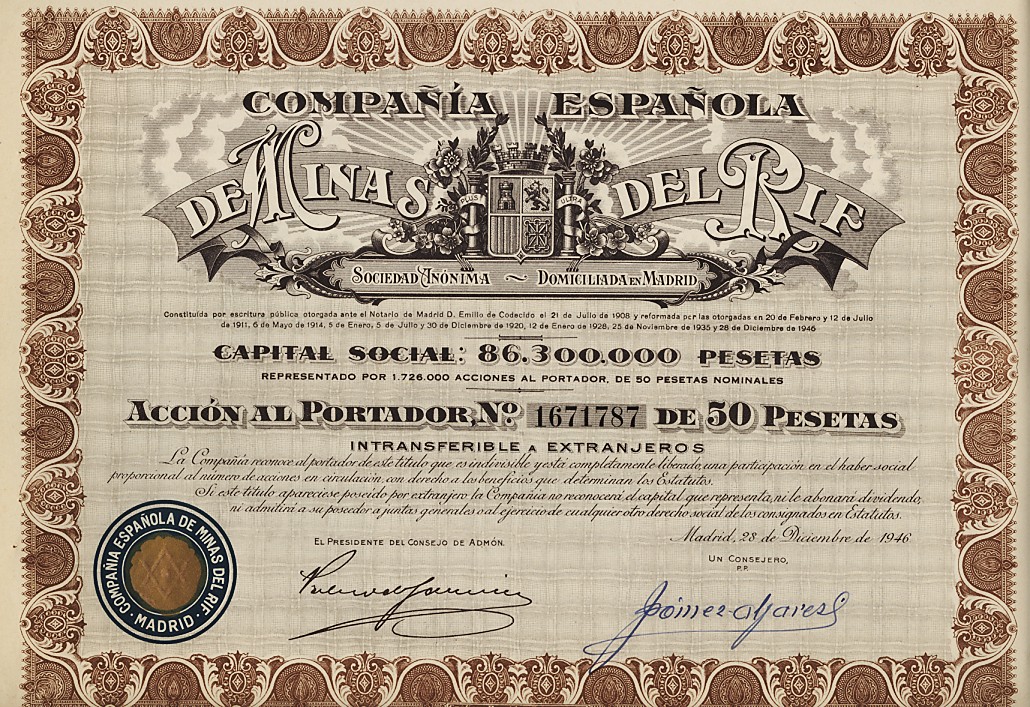 COMPAÑÍA ESPAÑOLA
DE MINAS DEL RIF
PLUS ULTRA
SOCIEDAD ANÓNIMA ~ DOMICILIADA EN MADRID
Constituída por escritura pública otorgada ante el Notario de Madrid D. Emilio de Codecido el 21 de Julio de 1908 y reformada por las otorgadas en 20 de Febrero y 12 de Julio
de 1911, 6 de Mayo de 1914, 5 de Enero, 5 de Julio y 30 de Diciembre de 1920, 12 de Enero de 1928, 25 de Noviembre de 1935 y 28 de Diciembre de 1946
CAPITAL SOCIAL: 86.300.000 PESETAS
REPRESENTADO POR 1.726.000 ACCIONES AL PORTADOR, DE 50 PESETAS NOMINALES
ACCIÓN AL PORTADOR, Nº 1671787 DE 50 PESETAS
INTRANSFERIBLE A EXTRANJEROS
La Compañía reconoce al portador de este título que es indivisible y está completamente liberado, una participación en el haber social
proporcional al número de acciones en circulación, con derecho a los beneficios que determinan los Estatutos.
Si este título apareciese poseído por extranjero la Compañía no reconocerá el capital que representa, ni le abonará dividendo,
ni admitirá a su poseedor a juntas generales o al ejercicio de cualquier otro derecho social de los consignados en Estatutos.
Madrid, 28 de Diciembre de 1946
EL PRESIDENTE DEL CONSEJO DE ADMÓN.
UN CONSEJERO,
P.P.
COMPAÑIA ESPAÑOLA DE MINAS DEL RIF
· MADRID ·